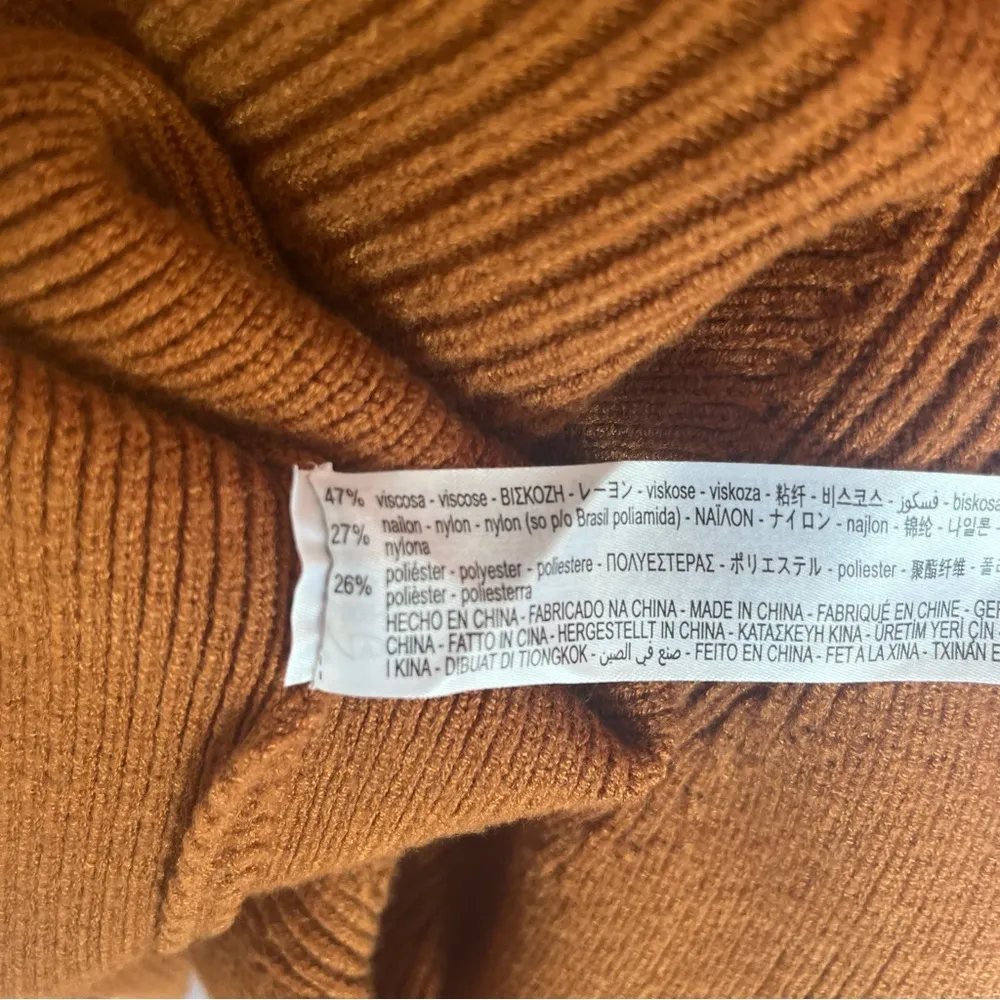 47% viscosa - viscose - ΒΙΣΚΟΖΗ - レーヨン - viskose - viskoza - 粘纤 - 비스코스 - فسكوز - biskosa
27% naílon - nylon - nylon (so p/o Brasil poliamida) - ΝΑΪΛΟΝ - ナイロン - najlon - 锦纶 - 나일론
nylona
26% poliéster - polyester - poliestere - ΠΟΛΥΕΣΤΕΡΑΣ - ポリエステル - poliester - 聚酯纤维 -
polièster - poliesterra
HECHO EN CHINA - FABRICADO NA CHINA - MADE IN CHINA - FABRIQUÉ EN CHINE -
CHINA - FATTO IN CINA - HERGESTELLT IN CHINA - ΚΑΤΑΣΚΕΥΗ ΚΙΝΑ - ÜRETİM YERİ ÇİN
I KINA - DIBUAT DI TIONGKOK - صنع في الصين - FEITO EN CHINA - FET A LA XINA - TXINAN